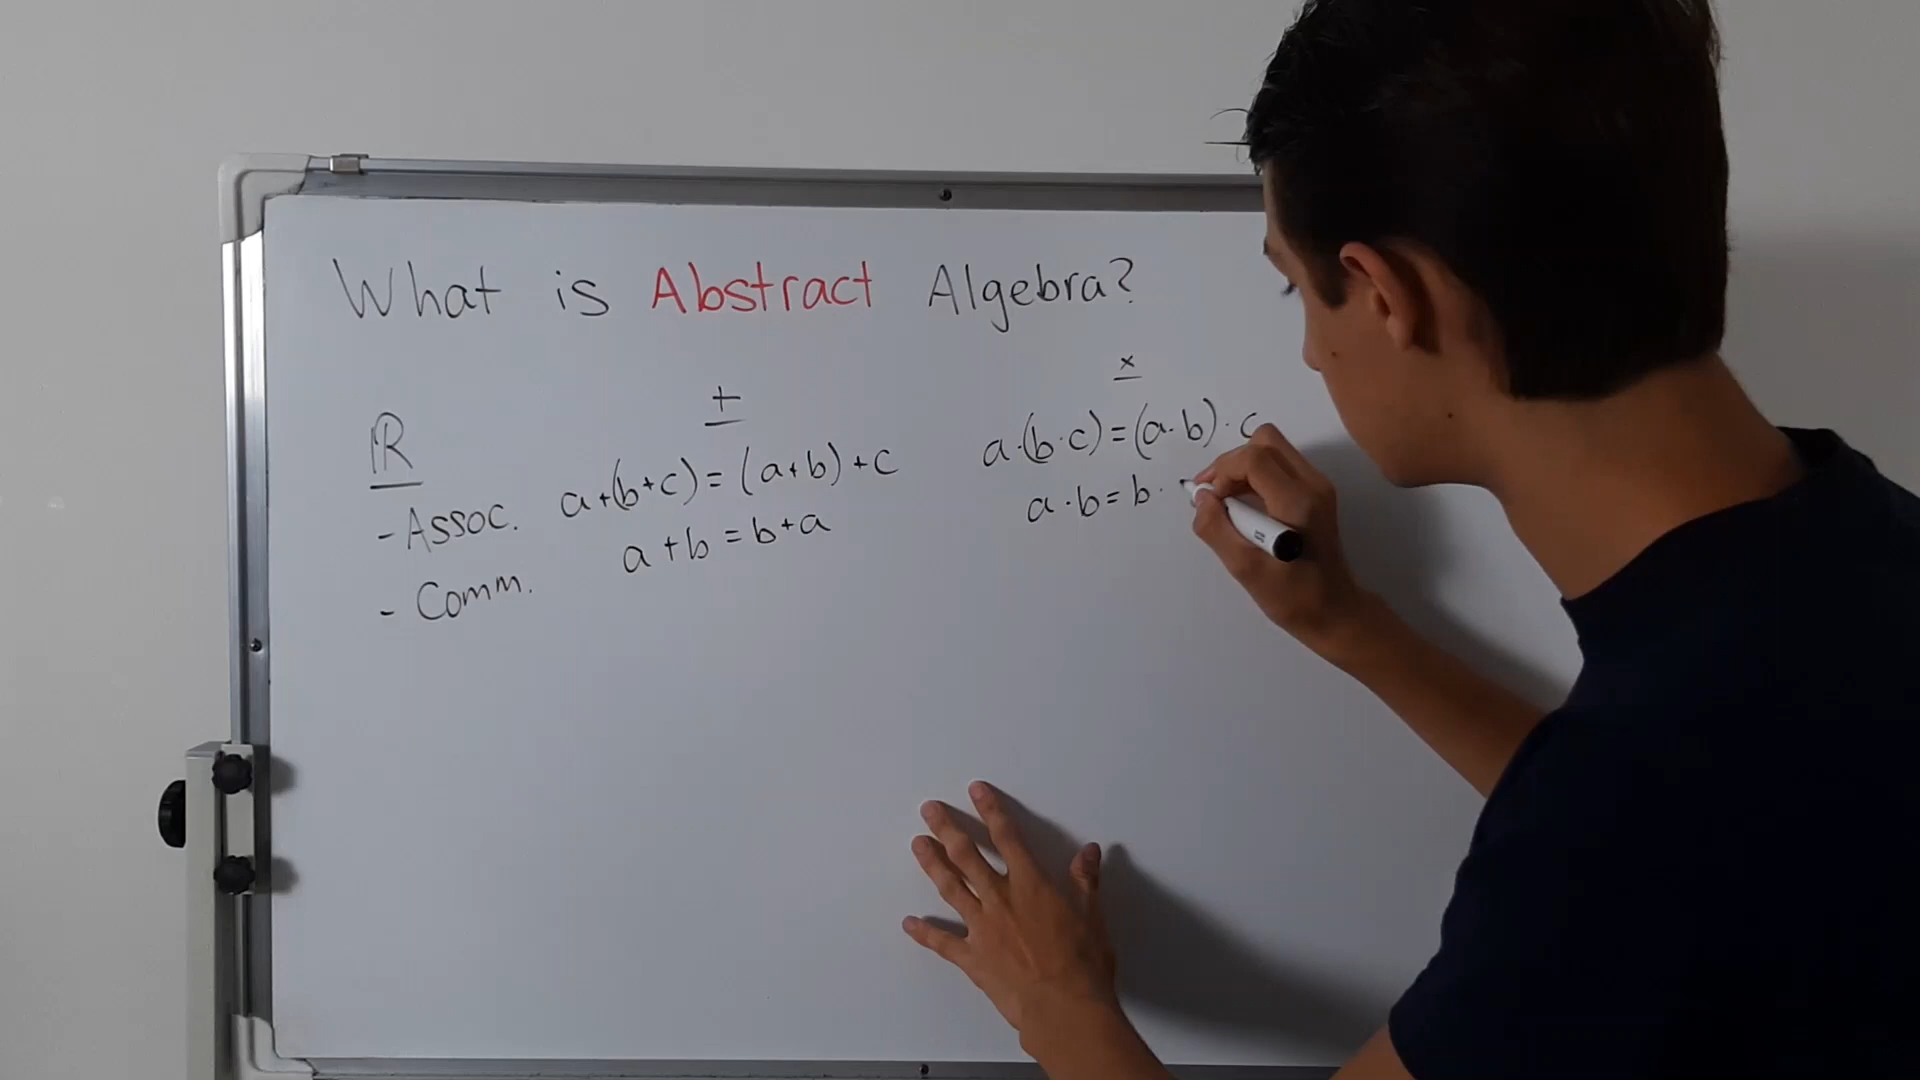 What is Abstract Algebra?
ℝ
+
×
- Assoc.
a+(b+c)=(a+b)+c
a·(b·c)=(a·b)·c
- Comm.
a+b=b+a
a·b=b·